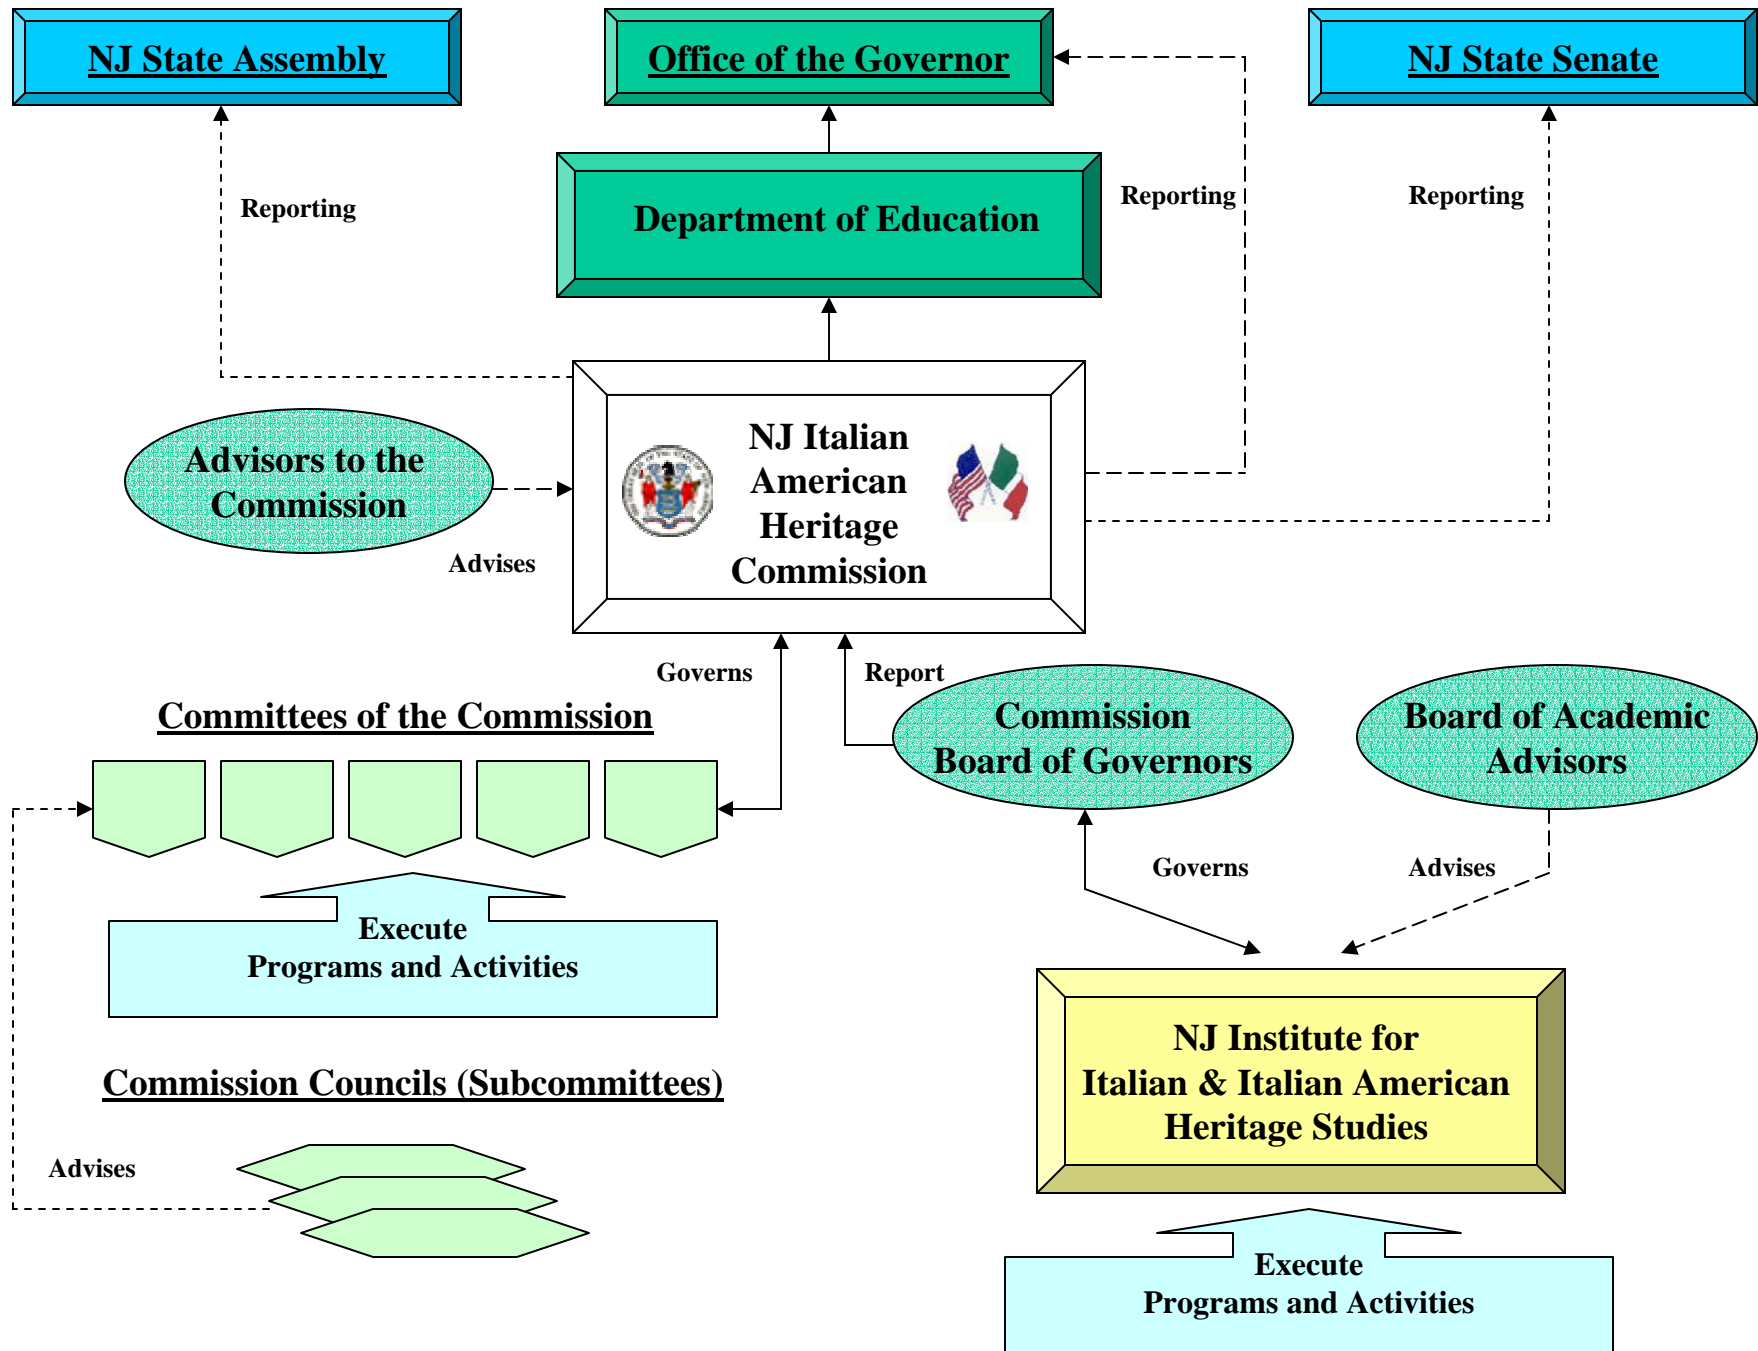 NJ State Assembly
Office of the Governor
NJ State Senate
Reporting
Department of Education
Reporting
Reporting
Advisors to the
Commission
Advises
NJ Italian
American
Heritage
Commission
Governs
Report
Committees of the Commission
Commission
Board of Governors
Board of Academic
Advisors
Governs
Advises
Execute
Programs and Activities
NJ Institute for
Italian & Italian American
Heritage Studies
Commission Councils (Subcommittees)
Advises
Execute
Programs and Activities